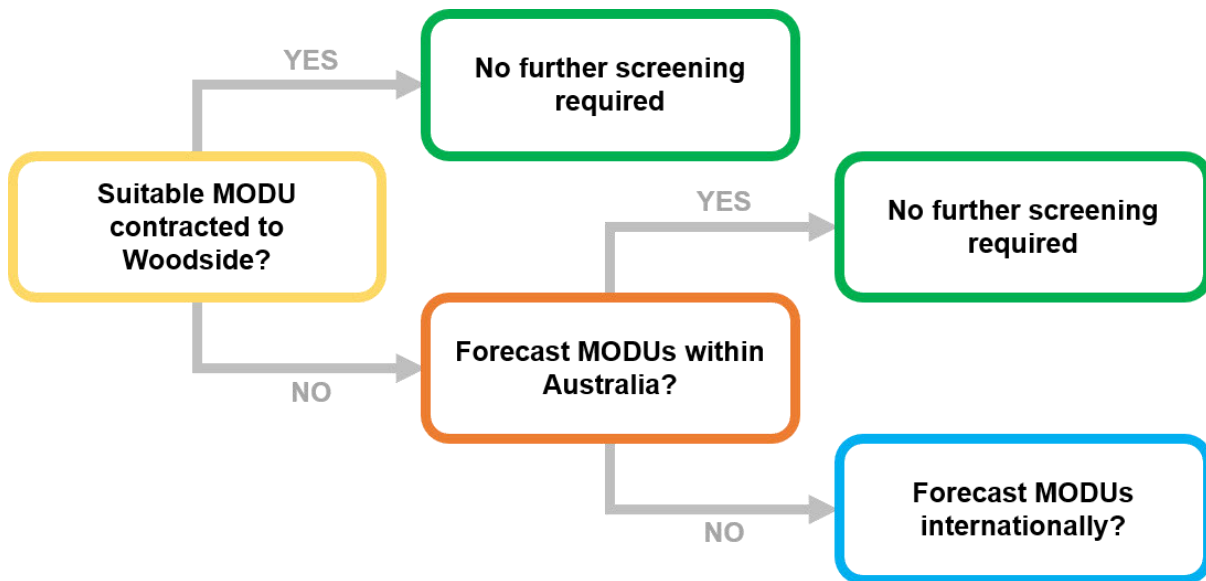 YES
No further screening
required
Suitable MODU
contracted to
Woodside?
YES
No further screening
required
NO
Forecast MODUs within
Australia?
NO
Forecast MODUs
internationally?